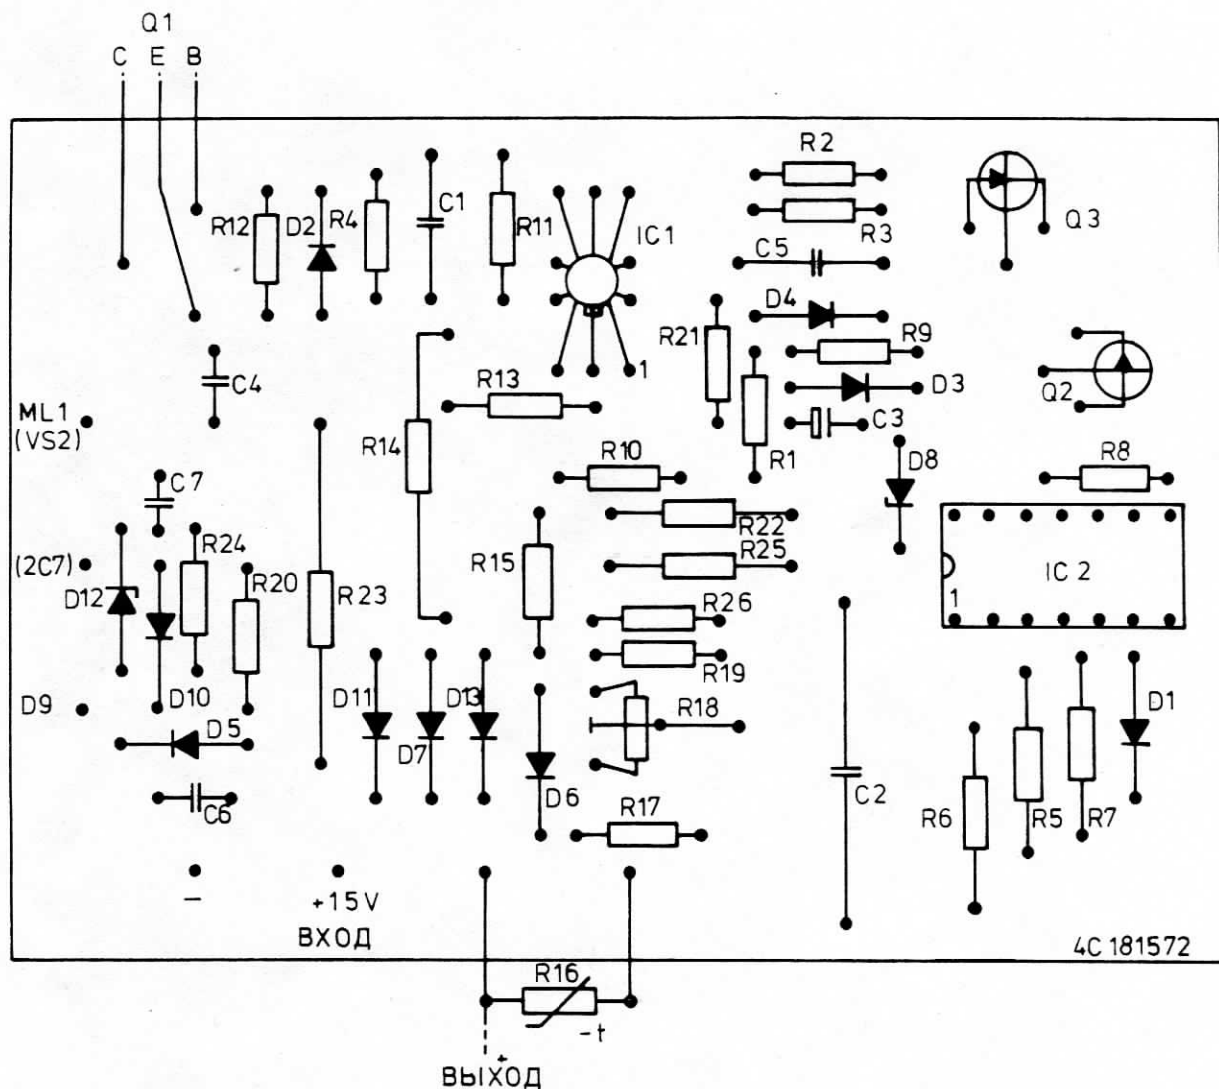 Q1
C E B
R2
R12 D2 R4 C1 R11 IC1
R3 Q3
C5
D4
R21 R9
C4 R13 1 D3 Q2
ML1
(VS2)
C3
R14 R10 R1 D8 R8
C7
R22
R24 R15 R25
(2C7) R20 IC 2
D12 R23 R26 1
R19
D9 D10 D11 D13 R18 D1
D5 D7
C6 D6 C2
R17 R6 R5 R7
− +15V
ВХОД
4C 181572
R16
-t
+
ВЫХОД